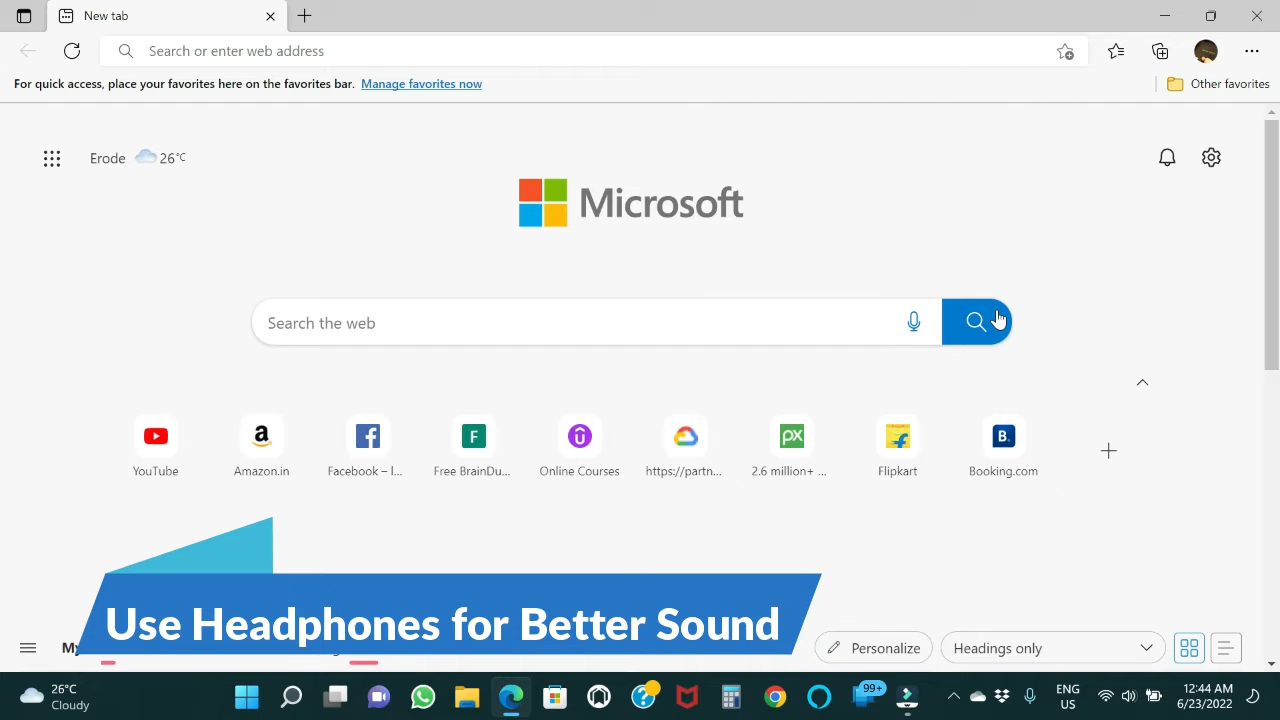 New tab
Search or enter web address
For quick access, place your favorites here on the favorites bar. Manage favorites now
Other favorites
Erode 26°C
Microsoft
Search the web
YouTube
Amazon.in
Facebook – l...
Free BrainDu...
Online Courses
https://partn...
2.6 million+ ...
Flipkart
Booking.com
Use Headphones for Better Sound
My
Personalize
Headings only
26°C
Cloudy
99+
ENG
US
12:44 AM
6/23/2022